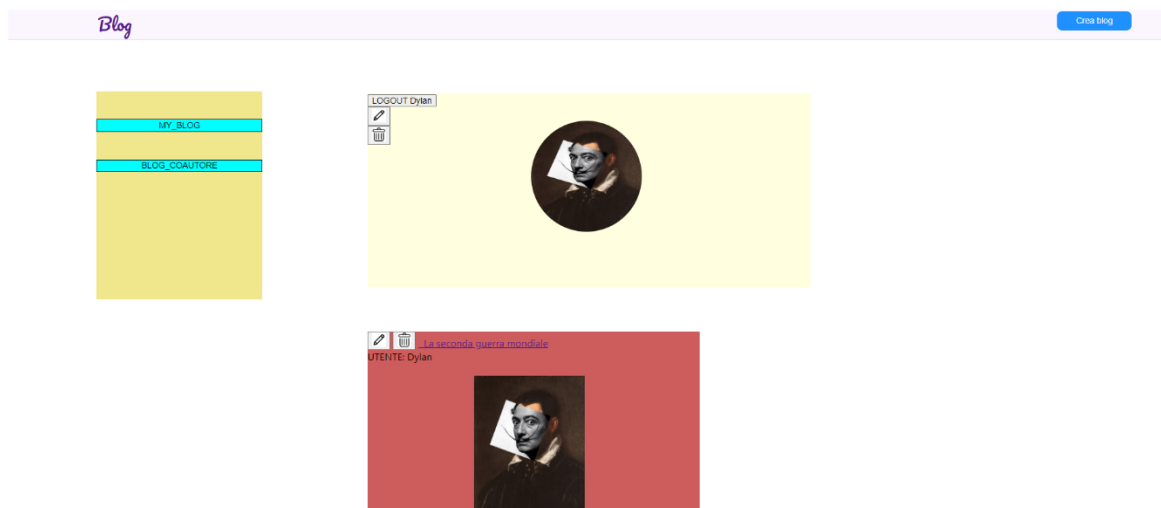 Blog
Crea blog
MY_BLOG
BLOG_COAUTORE
LOGOUT Dylan
La seconda guerra mondiale
UTENTE: Dylan